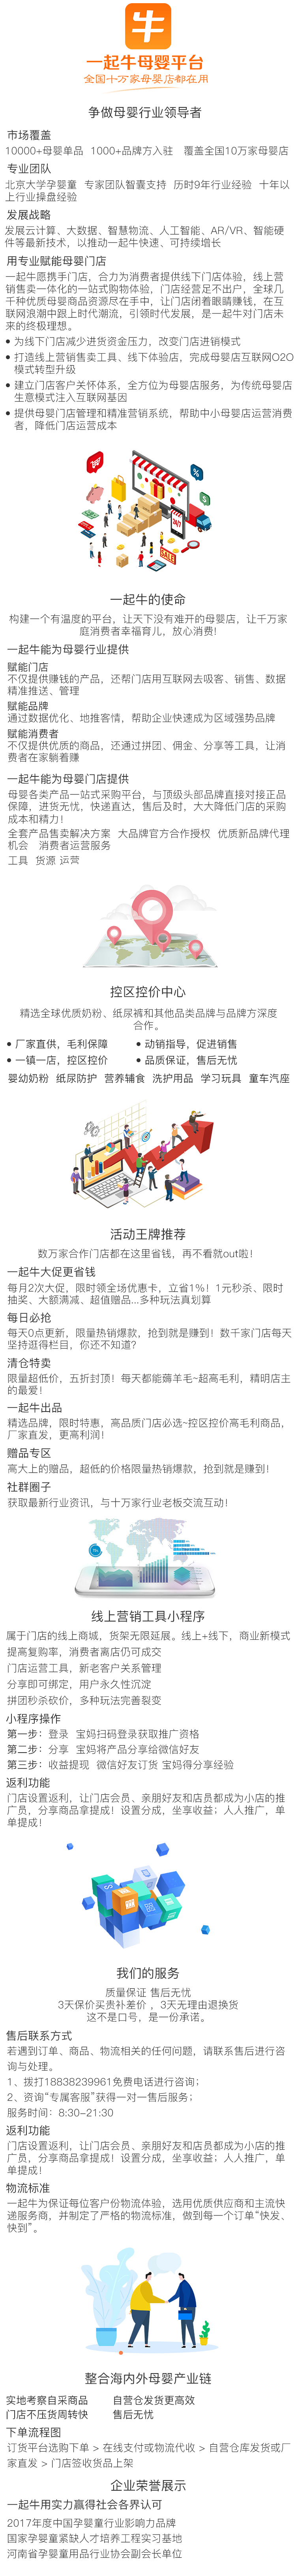 牛
一起牛母婴平台
全国十万家母婴店都在用
争做母婴行业领导者
市场覆盖
10000+母婴单品 1000+品牌方入驻 覆盖全国10万家母婴店
专业团队
北京大学孕婴童 专家团队智囊支持 历时9年行业经验 十年以
上行业操盘经验
发展战略
发展云计算、大数据、智慧物流、人工智能、AR/VR、智能硬
件等最新技术，以推动一起牛快速、可持续增长
用专业赋能母婴门店
一起牛愿携手门店，合力为消费者提供线下门店体验，线上营
销售卖一体化的一站式购物体验，门店经营足不出户，全球几
千种优质母婴商品资源尽在手中，让门店闭着眼睛赚钱，在互
联网浪潮中跟上时代潮流，引领时代发展，是一起牛对门店未
来的终极理想。
● 为线下门店减少进货资金压力，改变门店进销模式
● 打造线上营销售卖工具、线下体验店，完成母婴店互联网O2O
模式转型升级
● 建立门店客户关怀体系，全方位为母婴店服务，为传统母婴店
生意模式注入互联网基因
● 提供母婴门店管理和精准营销系统，帮助中小母婴店运营消费
者，降低门店运营成本
24/7
SALE
一起牛的使命
构建一个有温度的平台，让天下没有难开的母婴店，让千万家
庭消费者幸福育儿，放心消费！
一起牛能为母婴行业提供
赋能门店
不仅提供赚钱的产品，还帮门店用互联网去吸客、销售、数据
精准推送、管理
赋能品牌
通过数据优化、地推客情，帮助企业快速成为区域强势品牌
赋能消费者
不仅提供优质的商品，还通过拼团、佣金、分享等工具，让消
费者在家躺着赚
一起牛能为母婴门店提供
母婴各类产品一站式采购平台，与顶级头部品牌直接对接正品
保障，进货无忧，快递直达，售后及时，大大降低门店的采购
成本和精力！
全套产品售卖解决方案 大品牌官方合作授权 优质新品牌代理
机会 消费者运营服务
工具 货源 运营
控区控价中心
精选全球优质奶粉、纸尿裤和其他品类品牌与品牌方深度
合作。
● 厂家直供，毛利保障 ● 动销指导，促进销售
● 一镇一店，控区控价 ● 品质保证，售后无忧
婴幼奶粉 纸尿防护 营养辅食 洗护用品 学习玩具 童车汽座
活动王牌推荐
数万家合作门店都在这里省钱，再不看就out啦！
一起牛大促更省钱
每月2次大促，限时领全场优惠卡，立省1%！1元秒杀、限时
抽奖、大额满减、超值赠品...多种玩法真划算
每日必抢
每天0点更新，限量热销爆款，抢到就是赚到！数千家门店每天
坚持逛得栏目，你还不知道？
清仓特卖
限量超低价，五折封顶！每天都能薅羊毛~超高毛利，精明店主
的最爱！
一起牛出品
精选品牌，限时特惠，高品质门店必选~控区控价高毛利商品，
厂家直发，更高利润！
赠品专区
高大上的赠品，超低的价格限量热销爆款，抢到就是赚到！
社群圈子
获取最新行业资讯，与十万家行业老板交流互动！
线上营销工具小程序
属于门店的线上商城，货架无限延展。线上+线下，商业新模式
提高复购率，消费者离店仍可成交
门店运营工具，新老客户关系管理
分享即可绑定，用户永久性沉淀
拼团秒杀砍价，多种玩法完善裂变
小程序操作
第一步：登录 宝妈扫码登录获取推广资格
第二步：分享 宝妈将产品分享给微信好友
第三步：收益提现 微信好友订货 宝妈得分享经验
返利功能
门店设置返利，让门店会员、亲朋好友和店员都成为小店的推
广员，分享商品拿提成！设置分成，坐享收益；人人推广，单
单提成！
我们的服务
质量保证 售后无忧
3天保价买贵补差价 ，3天无理由退换货
这不是口号，是一份承诺。
售后联系方式
若遇到订单、商品、物流相关的任何问题，请联系售后进行咨
询与处理。
1、拨打18838239961免费电话进行咨询；
2、资询“专属客服”获得一对一售后服务；
服务时间：8:30-21:30
返利功能
门店设置返利，让门店会员、亲朋好友和店员都成为小店的推
广员，分享商品拿提成！设置分成，坐享收益；人人推广，单
单提成！
物流标准
一起牛为保证每位客户份物流体验，选用优质供应商和主流快
递服务商，并制定了严格的物流标准，做到每一个订单“快发、
快到”。
整合海内外母婴产业链
实地考察自采商品 自营仓发货更高效
门店不压货周转快 售后无忧
下单流程图
订货平台选购下单 > 在线支付或物流代收 > 自营仓库发货或厂
家直发 > 门店签收货品上架
企业荣誉展示
一起牛用实力赢得社会各界认可
2017年度中国孕婴童行业影响力品牌
国家孕婴童紧缺人才培养工程实习基地
河南省孕婴童用品行业协会副会长单位